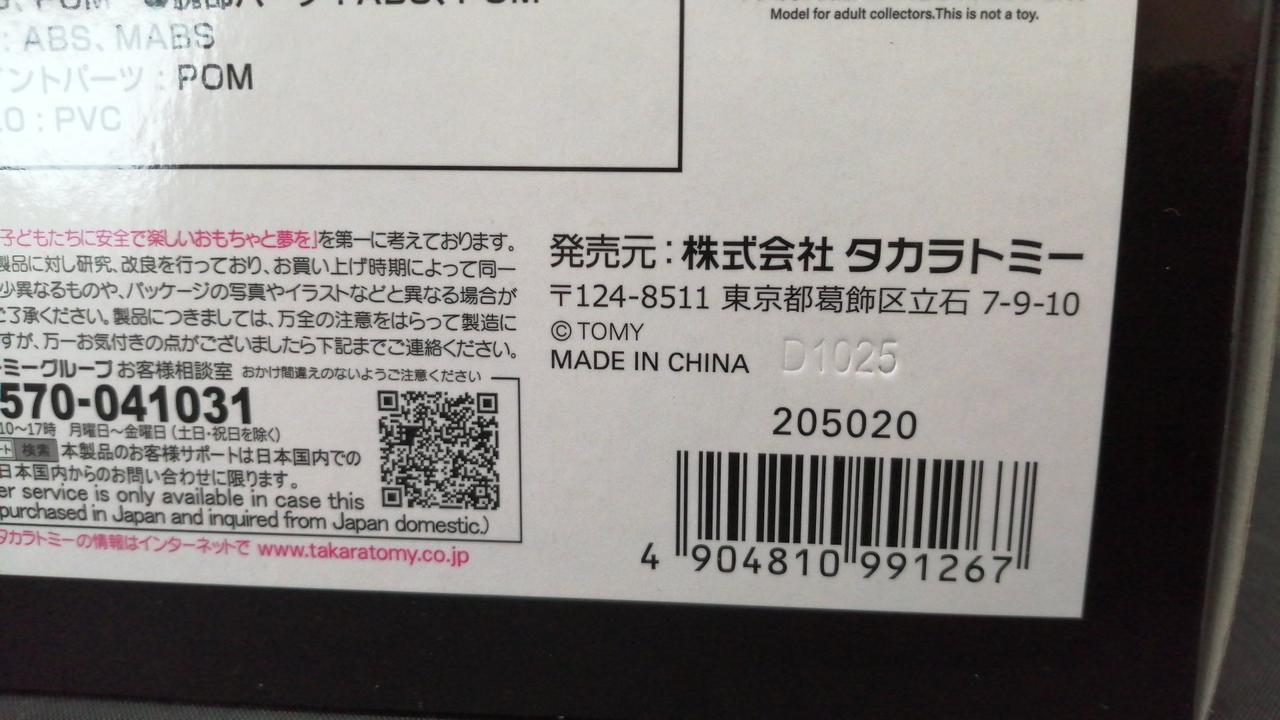 POM
ABS、POM
: ABS、MABS
イントパーツ : POM
LO : PVC
Model for adult collectors.This is not a toy.
子どもたちに安全で楽しいおもちゃと夢を」を第一に考えております。
製品に対し研究、改良を行っており、お買い上げ時期によって同一
少異なるものや、パッケージの写真やイラストなどと異なる場合が
ご了承ください。製品につきましては、万全の注意をはらって製造に
すが、万一お気付きの点がございましたら下記までご連絡ください。
ミーグループ お客様相談室 おかけ間違えのないようご注意ください
570-041031
10〜17時 月曜日〜金曜日 (土日・祝日を除く)
ート 検索 本製品のお客様サポートは日本国内での
日本国内からのお問い合わせに限ります。
er service is only available in case this
purchased in Japan and inquired from Japan domestic.)
タカラトミーの情報はインターネットで www.takaratomy.co.jp
発売元 : 株式会社 タカラトミー
〒124-8511 東京都葛飾区立石 7-9-10
© TOMY
MADE IN CHINA D1025
205020
4 904810 991267